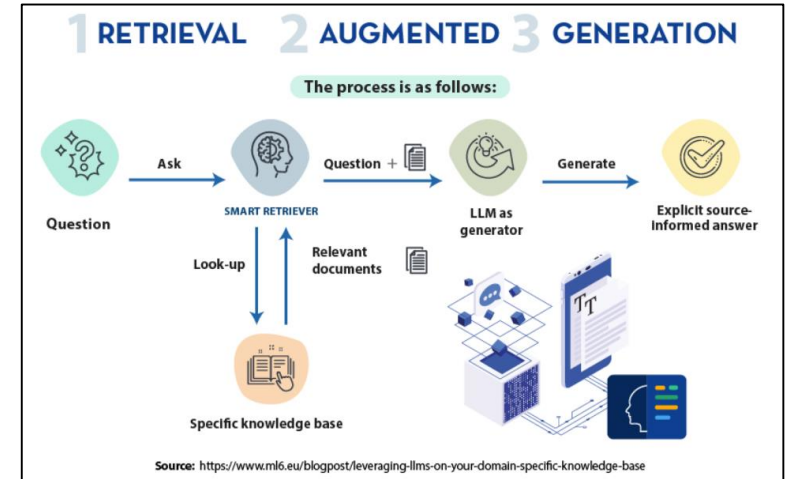 1 RETRIEVAL 2 AUGMENTED 3 GENERATION
The process is as follows:
Ask
Question +
Generate
Question
SMART RETRIEVER
LLM as
generator
Explicit source-
Informed answer
Look-up
Relevant
documents
TT
Specific knowledge base
Source: https://www.ml6.eu/blogpost/leveraging-llms-on-your-domain-specific-knowledge-base